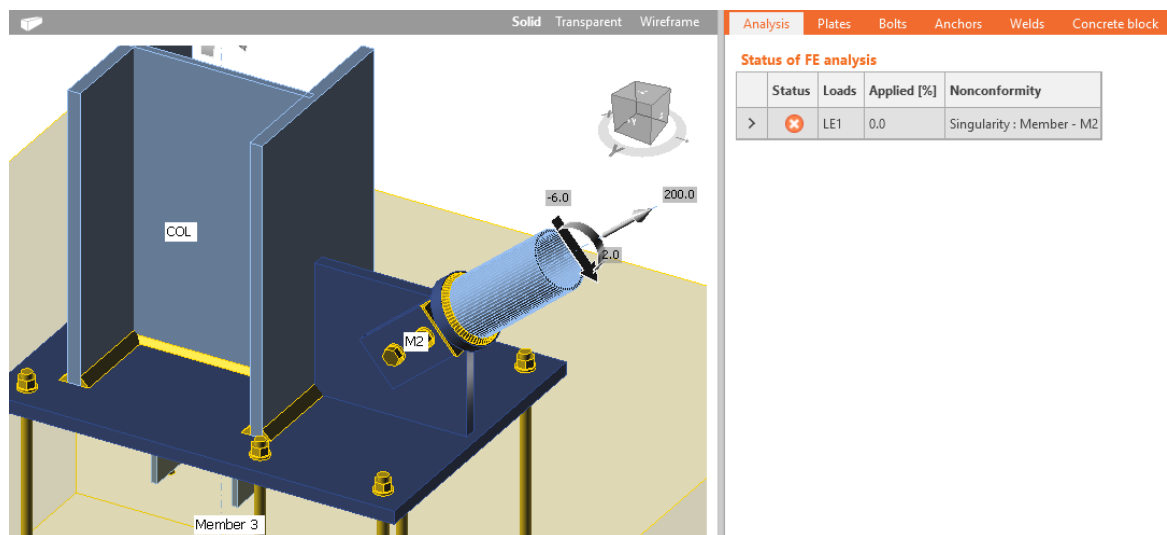 Solid Transparent Wireframe
Analysis Plates Bolts Anchors Welds Concrete block
Status of FE analysis
Status Loads Applied [%] Nonconformity
LE1 0.0 Singularity : Member - M2
-6.0
200.0
2.0
COL
M2
Member 3